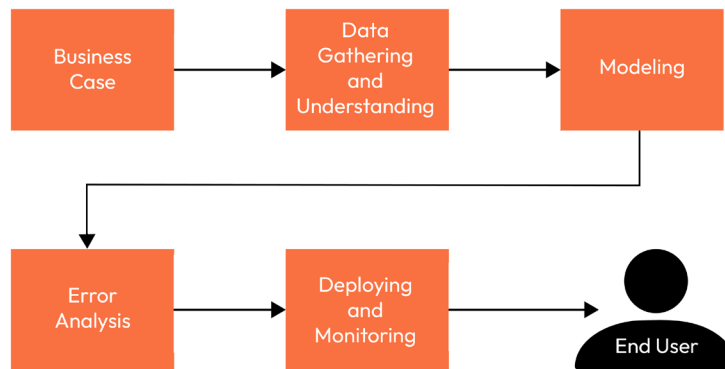 Business
Case
Data
Gathering
and
Understanding
Modeling
Error
Analysis
Deploying
and
Monitoring
End User